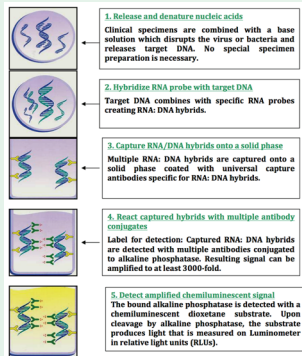 1. Release and denature nucleic acids
Clinical specimens are combined with a base
solution which disrupts the virus or bacteria and
releases target DNA. No special specimen
preparation is necessary.
2. Hybridize RNA probe with target DNA
Target DNA combines with specific RNA probes
creating RNA: DNA hybrids.
3. Capture RNA/DNA hybrids onto a solid phase
Multiple RNA: DNA hybrids are captured onto a
solid phase coated with universal capture
antibodies specific for RNA: DNA hybrids.
4. React captured hybrids with multiple antibody
conjugates
Label for detection: Captured RNA: DNA hybrids
are detected with multiple antibodies conjugated
to alkaline phosphatase. Resulting signal can be
amplified to at least 3000-fold.
5. Detect amplified chemiluminescent signal
The bound alkaline phosphatase is detected with a
chemiluminescent dioxetane substrate. Upon
cleavage by alkaline phosphatase, the substrate
produces light that is measured on Luminometer
in relative light units (RLUs).